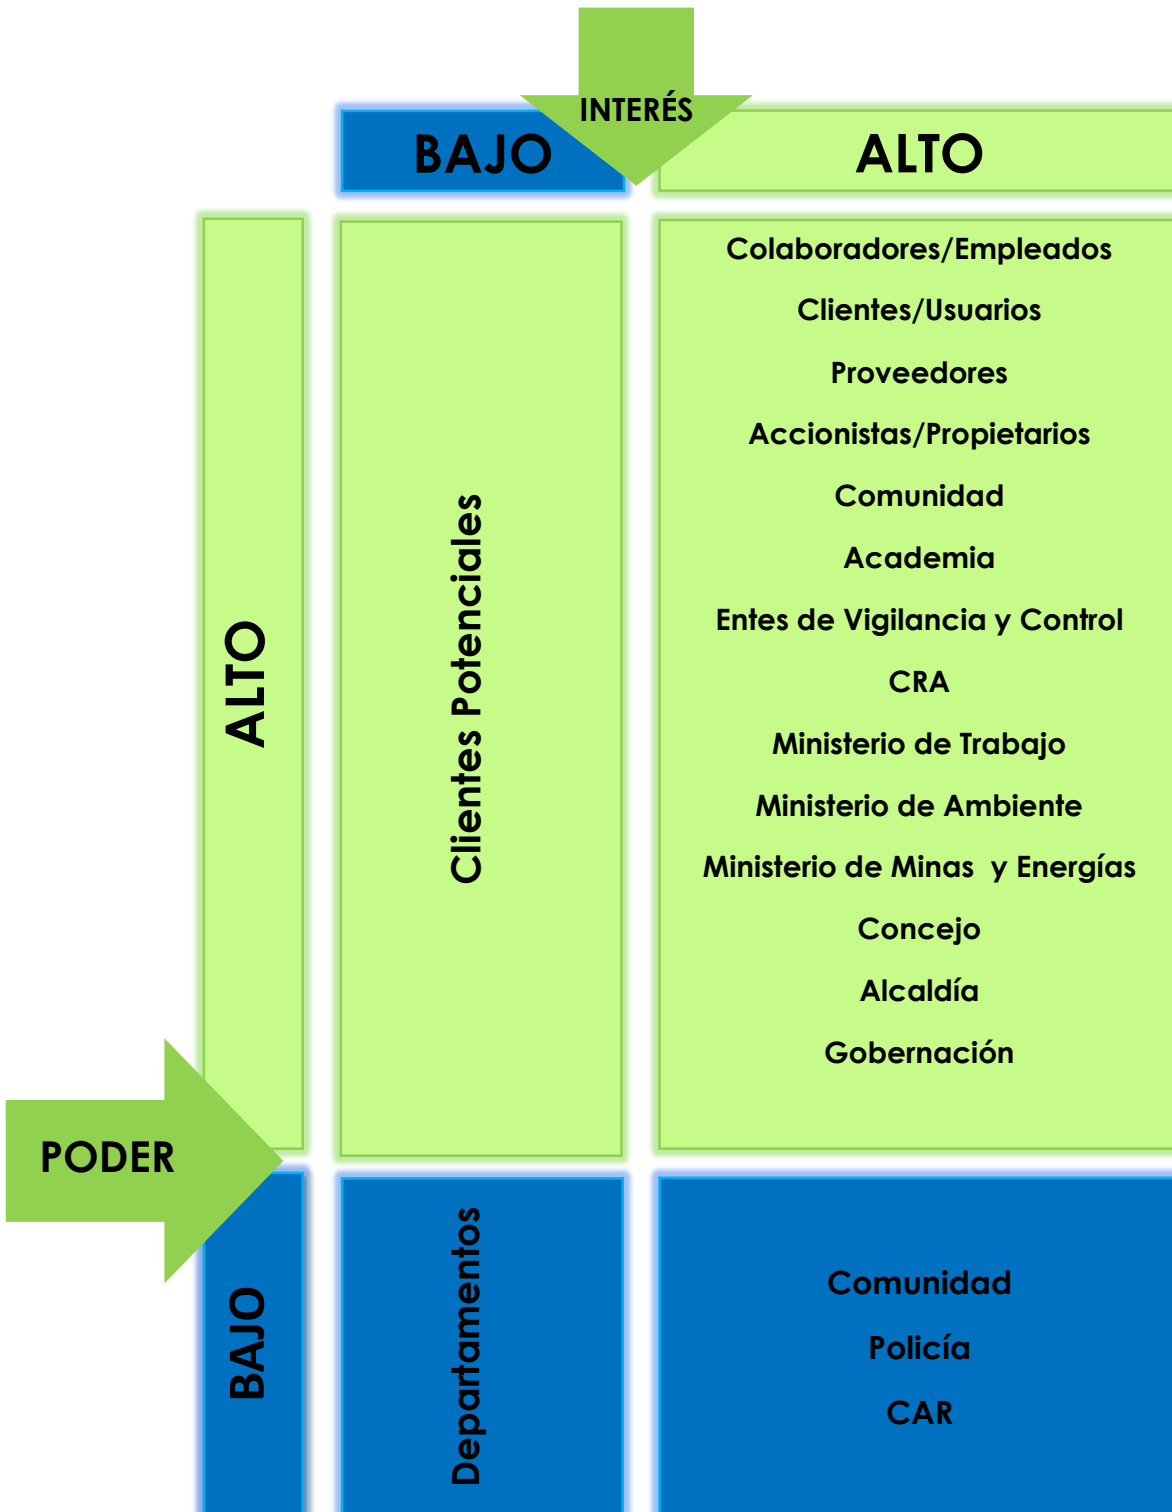 INTERÉS
BAJO
ALTO
ALTO
Clientes Potenciales
Colaboradores/Empleados
Clientes/Usuarios
Proveedores
Accionistas/Propietarios
Comunidad
Academia
Entes de Vigilancia y Control
CRA
Ministerio de Trabajo
Ministerio de Ambiente
Ministerio de Minas y Energías
Concejo
Alcaldía
Gobernación
PODER
BAJO
Departamentos
Comunidad
Policía
CAR